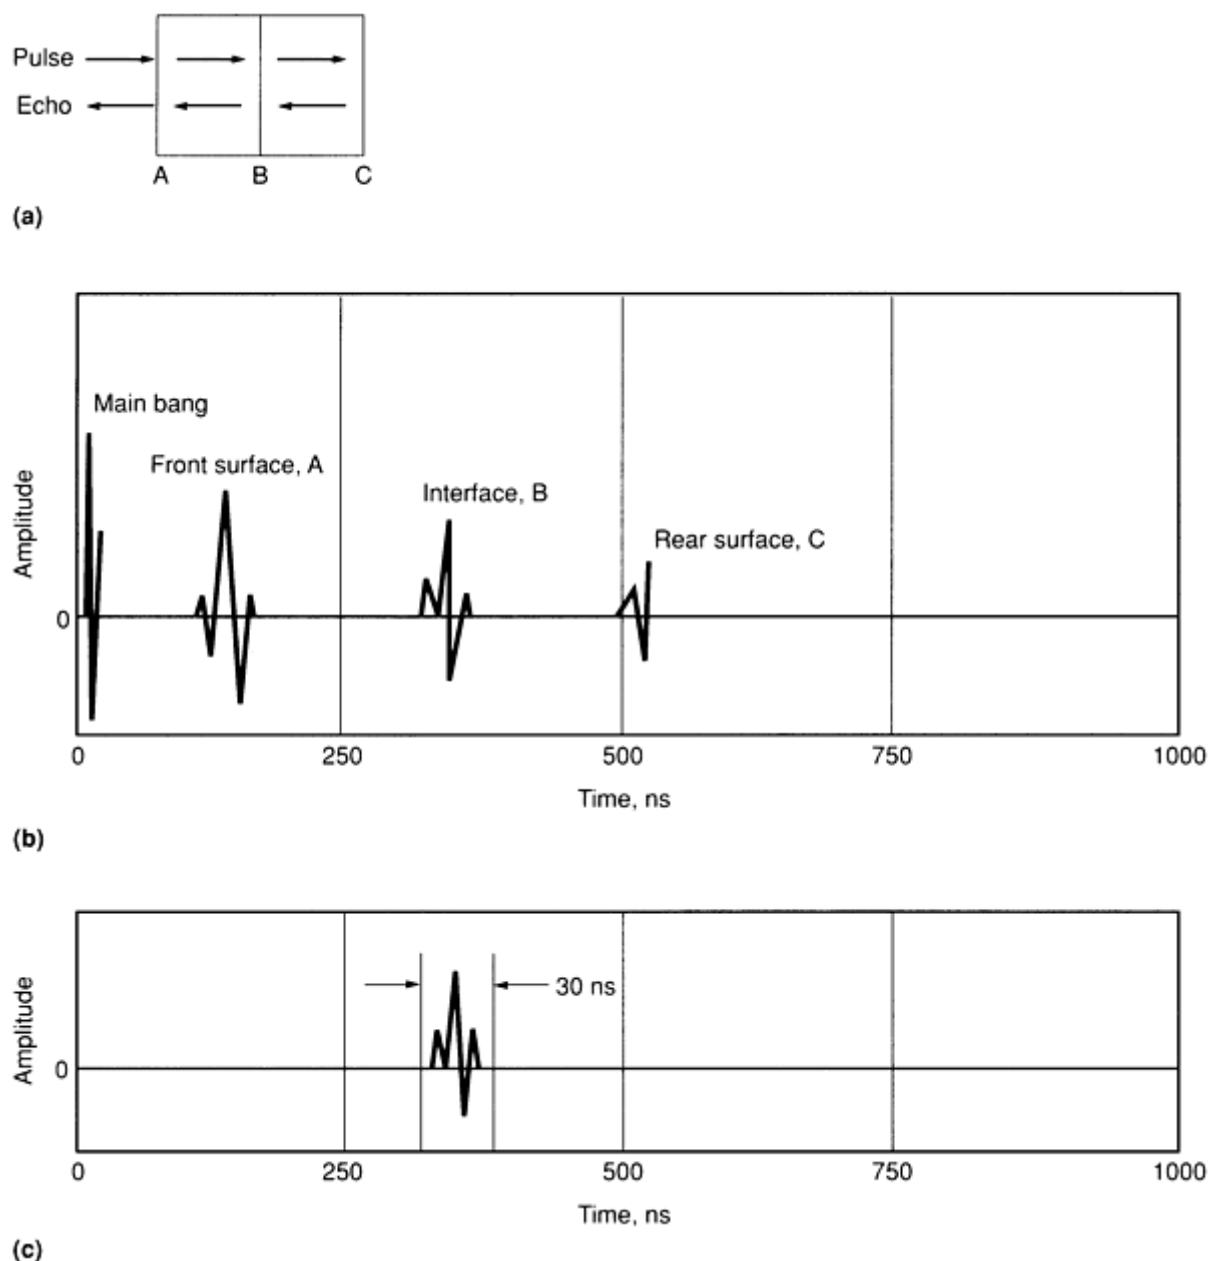 Pulse
Echo
A B C
(a)
Main bang
Front surface, A
Interface, B
Rear surface, C
Amplitude
0
0 250 500 750 1000
Time, ns
(b)
30 ns
Amplitude
0
0 250 500 750 1000
Time, ns
(c)